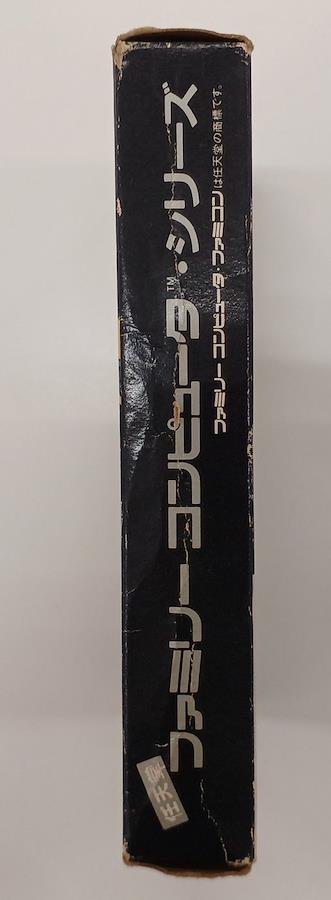 任天堂
ファミリー コンピュータ™・シリーズ
ファミリー コンピュータ・ファミコンは任天堂の商標です。